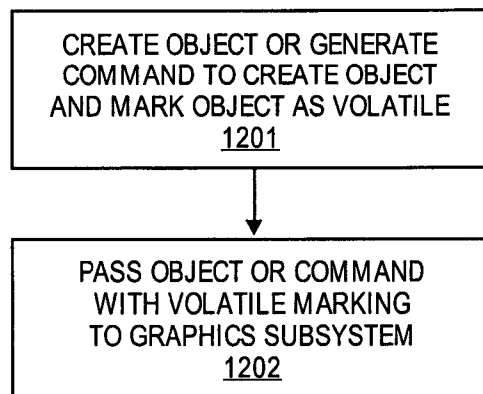 CREATE OBJECT OR GENERATE
COMMAND TO CREATE OBJECT
AND MARK OBJECT AS VOLATILE
1201
PASS OBJECT OR COMMAND
WITH VOLATILE MARKING
TO GRAPHICS SUBSYSTEM
1202